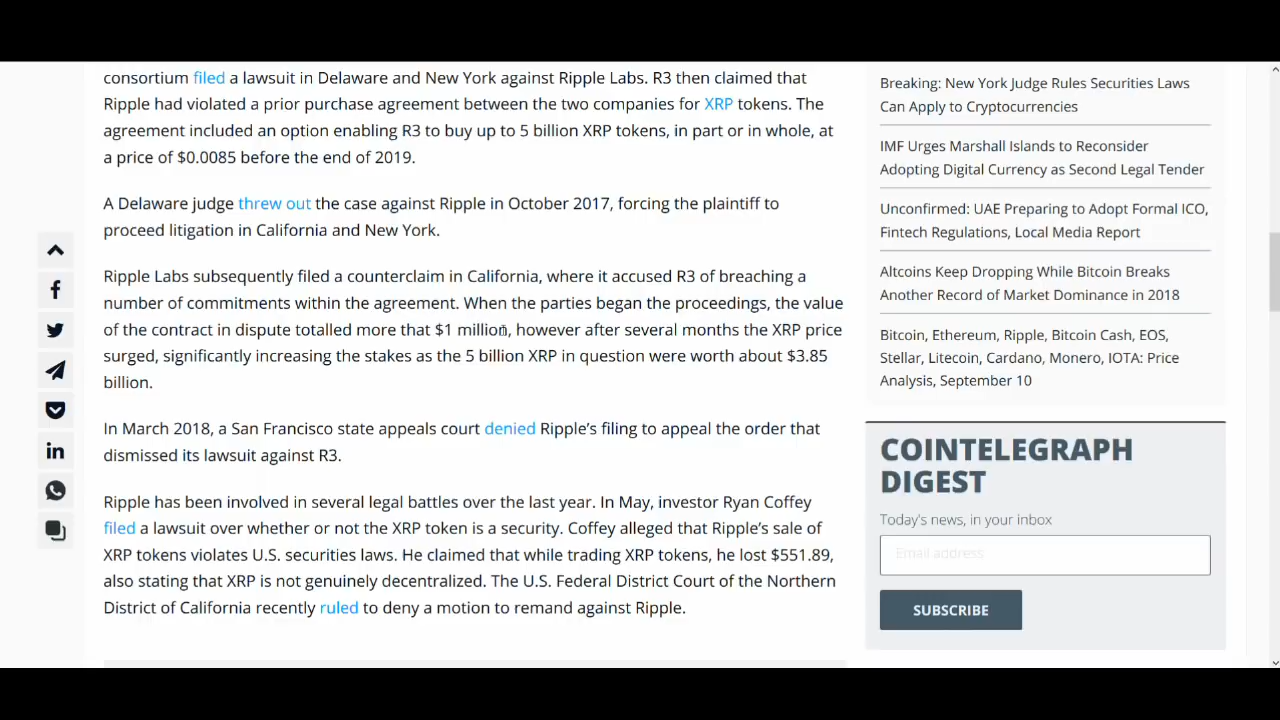 consortium filed a lawsuit in Delaware and New York against Ripple Labs. R3 then claimed that
Ripple had violated a prior purchase agreement between the two companies for XRP tokens. The
agreement included an option enabling R3 to buy up to 5 billion XRP tokens, in part or in whole, at
a price of $0.0085 before the end of 2019.
A Delaware judge threw out the case against Ripple in October 2017, forcing the plaintiff to
proceed litigation in California and New York.
Ripple Labs subsequently filed a counterclaim in California, where it accused R3 of breaching a
number of commitments within the agreement. When the parties began the proceedings, the value
of the contract in dispute totalled more that $1 million, however after several months the XRP price
surged, significantly increasing the stakes as the 5 billion XRP in question were worth about $3.85
billion.
In March 2018, a San Francisco state appeals court denied Ripple’s filing to appeal the order that
dismissed its lawsuit against R3.
Ripple has been involved in several legal battles over the last year. In May, investor Ryan Coffey
filed a lawsuit over whether or not the XRP token is a security. Coffey alleged that Ripple’s sale of
XRP tokens violates U.S. securities laws. He claimed that while trading XRP tokens, he lost $551.89,
also stating that XRP is not genuinely decentralized. The U.S. Federal District Court of the Northern
District of California recently ruled to deny a motion to remand against Ripple.
Breaking: New York Judge Rules Securities Laws
Can Apply to Cryptocurrencies
IMF Urges Marshall Islands to Reconsider
Adopting Digital Currency as Second Legal Tender
Unconfirmed: UAE Preparing to Adopt Formal ICO,
Fintech Regulations, Local Media Report
Altcoins Keep Dropping While Bitcoin Breaks
Another Record of Market Dominance in 2018
Bitcoin, Ethereum, Ripple, Bitcoin Cash, EOS,
Stellar, Litecoin, Cardano, Monero, IOTA: Price
Analysis, September 10
COINTELEGRAPH
DIGEST
Today's news, in your inbox
Email address
SUBSCRIBE